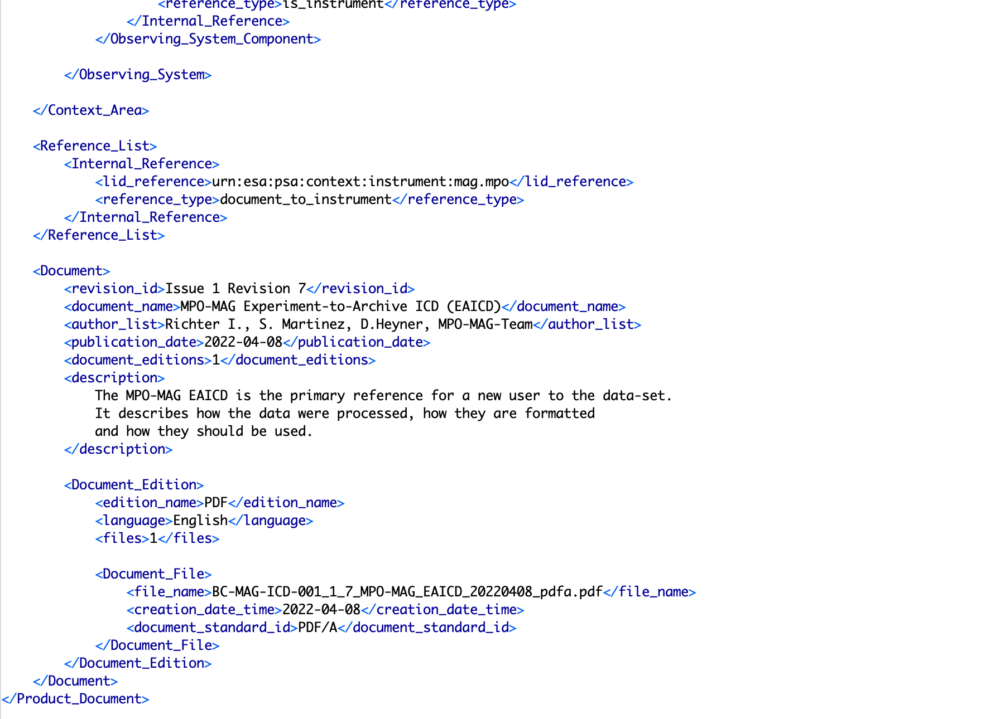 <reference_type>is_instrument</reference_type>
</Internal_Reference>
</Observing_System_Component>
</Observing_System>
</Context_Area>
<Reference_List>
<Internal_Reference>
<lid_reference>urn:esa:psa:context:instrument:mag.mpo</lid_reference>
<reference_type>document_to_instrument</reference_type>
</Internal_Reference>
</Reference_List>
<Document>
<revision_id>Issue 1 Revision 7</revision_id>
<document_name>MPO-MAG Experiment-to-Archive ICD (EAICD)</document_name>
<author_list>Richter I., S. Martinez, D.Heyner, MPO-MAG-Team</author_list>
<publication_date>2022-04-08</publication_date>
<document_editions>1</document_editions>
<description>
The MPO-MAG EAICD is the primary reference for a new user to the data-set.
It describes how the data were processed, how they are formatted
and how they should be used.
</description>
<Document_Edition>
<edition_name>PDF</edition_name>
<language>English</language>
<files>1</files>
<Document_File>
<file_name>BC-MAG-ICD-001_1_7_MPO-MAG_EAICD_20220408_pdfa.pdf</file_name>
<creation_date_time>2022-04-08</creation_date_time>
<document_standard_id>PDF/A</document_standard_id>
</Document_File>
</Document_Edition>
</Document>
</Product_Document>